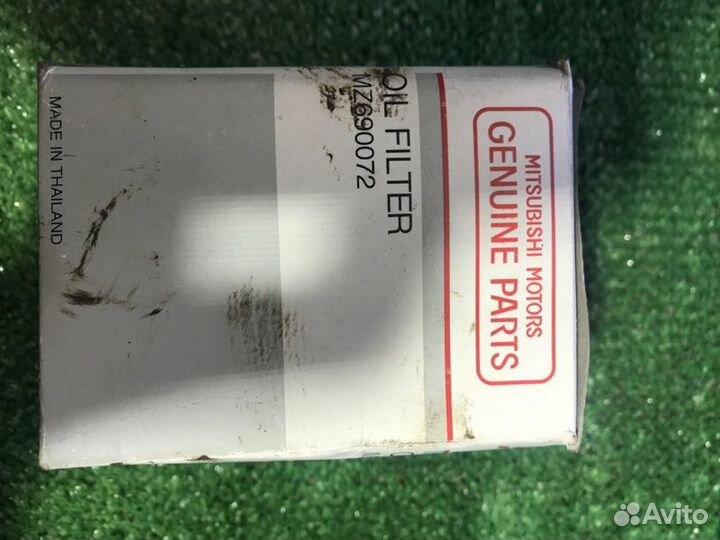 MITSUBISHI MOTORS
GENUINE PARTS
OIL FILTER
MZ690072
MADE IN THAILAND
Avito